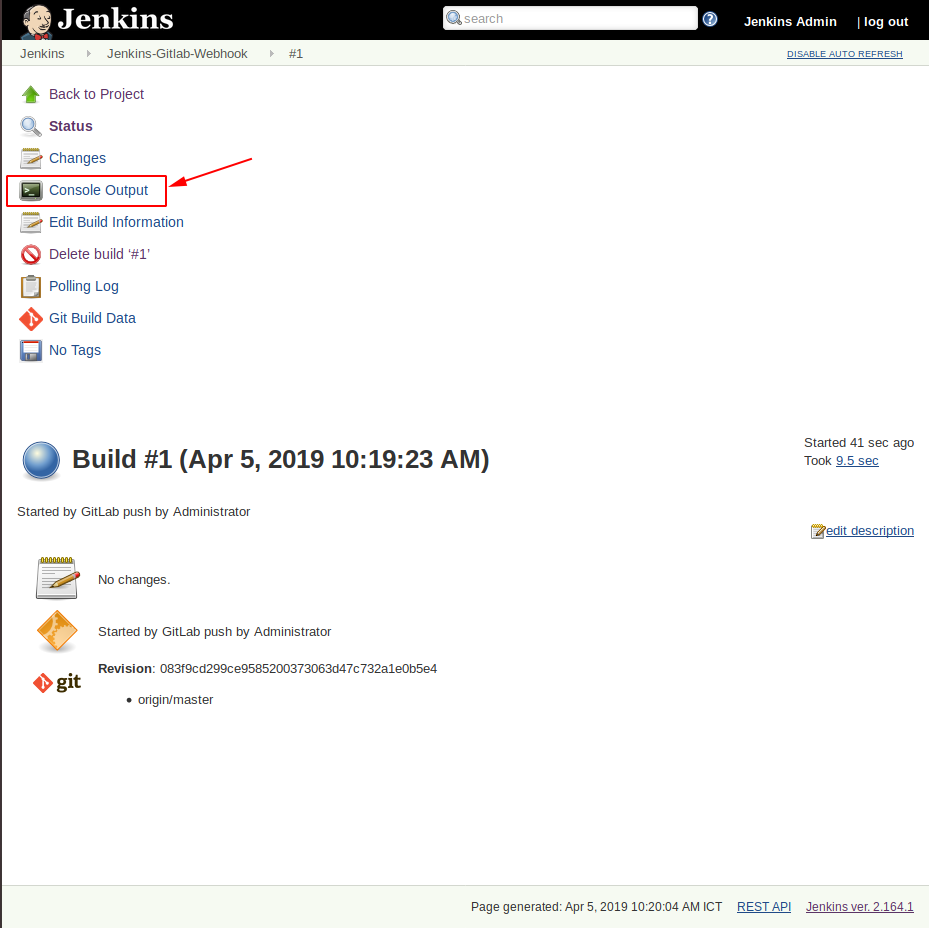 Jenkins
search
Jenkins Admin | log out
Jenkins Jenkins-Gitlab-Webhook #1
DISABLE AUTO REFRESH
Back to Project
Status
Changes
Console Output
Edit Build Information
Delete build ‘#1’
Polling Log
Git Build Data
No Tags
Build #1 (Apr 5, 2019 10:19:23 AM)
Started 41 sec ago
Took 9.5 sec
Started by GitLab push by Administrator
edit description
No changes.
Started by GitLab push by Administrator
git
Revision: 083f9cd299ce9585200373063d47c732a1e0b5e4
• origin/master
Page generated: Apr 5, 2019 10:20:04 AM ICT REST API Jenkins ver. 2.164.1